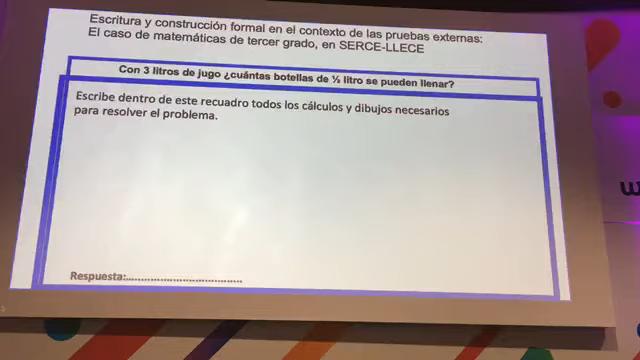 Escritura y construcción formal en el contexto de las pruebas externas:
El caso de matemáticas de tercer grado, en SERCE-LLECE
Con 3 litros de jugo ¿cuántas botellas de ½ litro se pueden llenar?
Escribe dentro de este recuadro todos los cálculos y dibujos necesarios
para resolver el problema.
Respuesta:......................................